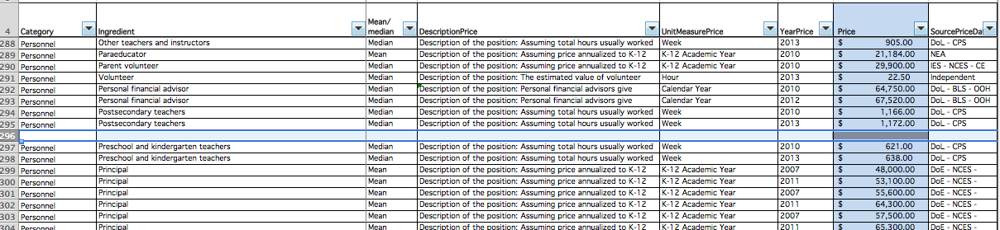 4 Category Ingredient Mean/ median DescriptionPrice UnitMeasurePrice YearPrice Price SourcePriceDa
288 Personnel Other teachers and instructors Median Description of the position: Assuming total hours usually worked Week 2013 $ 905.00 DoL - CPS
289 Personnel Paraeducator Mean Description of the position: Assuming price annualized to K-12 K-12 Academic Year 2010 $ 21,184.00 NEA
290 Personnel Parent volunteer Median Description of the position: Assuming price annualized to K-12 K-12 Academic Year 2010 $ 29,900.00 IES - NCES - CE
291 Personnel Volunteer Median Description of the position: The estimated value of volunteer Hour 2013 $ 22.50 Independent
292 Personnel Personal financial advisor Median Description of the position: Personal financial advisors give Calendar Year 2010 $ 64,750.00 DoL - BLS - OOH
293 Personnel Personal financial advisor Median Description of the position: Personal financial advisors give Calendar Year 2012 $ 67,520.00 DoL - BLS - OOH
294 Personnel Postsecondary teachers Median Description of the position: Assuming total hours usually worked Week 2010 $ 1,166.00 DoL - CPS
295 Personnel Postsecondary teachers Median Description of the position: Assuming total hours usually worked Week 2013 $ 1,172.00 DoL - CPS
296
297 Personnel Preschool and kindergarten teachers Median Description of the position: Assuming total hours usually worked Week 2010 $ 621.00 DoL - CPS
298 Personnel Preschool and kindergarten teachers Median Description of the position: Assuming total hours usually worked Week 2013 $ 638.00 DoL - CPS
299 Personnel Principal Mean Description of the position: Assuming price annualized to K-12 K-12 Academic Year 2007 $ 48,000.00 DoE - NCES -
300 Personnel Principal Mean Description of the position: Assuming price annualized to K-12 K-12 Academic Year 2011 $ 53,100.00 DoE - NCES -
301 Personnel Principal Mean Description of the position: Assuming price annualized to K-12 K-12 Academic Year 2007 $ 55,600.00 DoE - NCES -
302 Personnel Principal Mean Description of the position: Assuming price annualized to K-12 K-12 Academic Year 2011 $ 64,300.00 DoE - NCES -
303 Personnel Principal Mean Description of the position: Assuming price annualized to K-12 K-12 Academic Year 2007 $ 57,500.00 DoE - NCES -
304 Personnel Principal Mean Description of the position: Assuming price annualized to K-12 K-12 Academic Year 2011 $ 65,300.00 DoE - NCES -